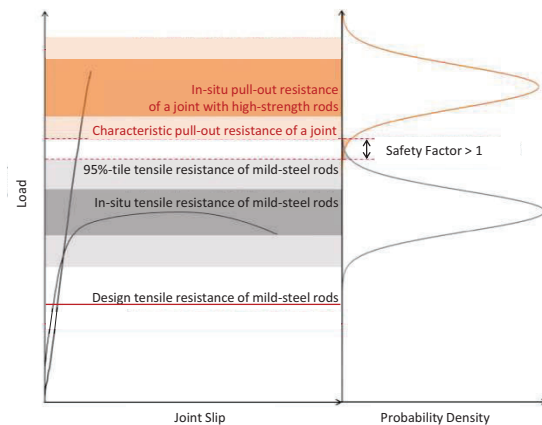 In-situ pull-out resistance
of a joint with high-strength rods
Characteristic pull-out resistance of a joint
Safety Factor > 1
95%-tile tensile resistance of mild-steel rods
In-situ tensile resistance of mild-steel rods
Load
Design tensile resistance of mild-steel rods
Joint Slip
Probability Density